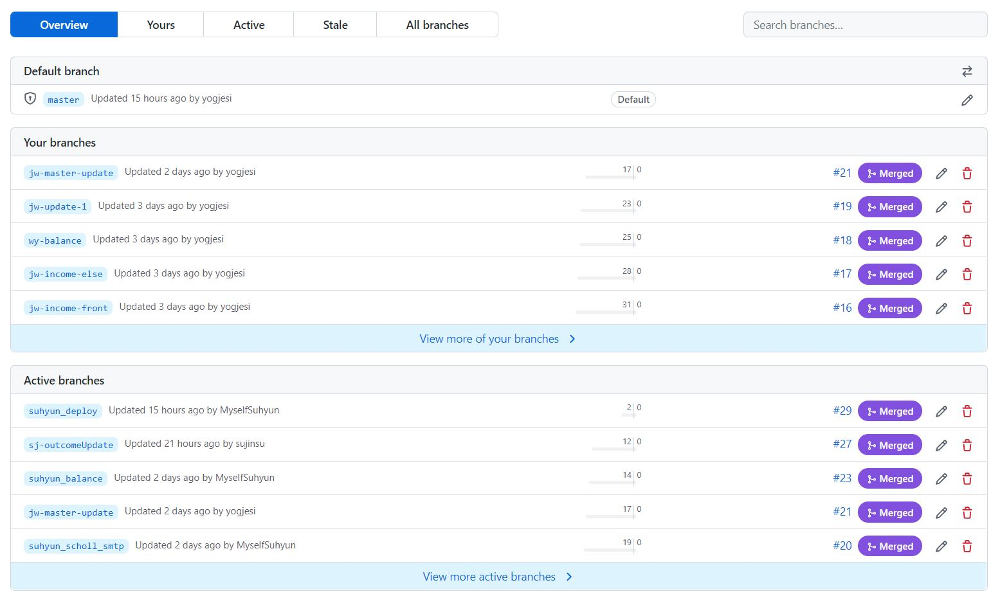 Overview Yours Active Stale All branches Search branches...
Default branch
master Updated 15 hours ago by yogjesi Default
Your branches
jw-master-update Updated 2 days ago by yogjesi 17 0 #21 Merged
jw-update-1 Updated 3 days ago by yogjesi 23 0 #19 Merged
wy-balance Updated 3 days ago by yogjesi 25 0 #18 Merged
jw-income-else Updated 3 days ago by yogjesi 28 0 #17 Merged
jw-income-front Updated 3 days ago by yogjesi 31 0 #16 Merged
View more of your branches
Active branches
suhyun_deploy Updated 15 hours ago by MyselfSuhyun 2 0 #29 Merged
sj-outcomeUpdate Updated 21 hours ago by sujinsu 12 0 #27 Merged
suhyun_balance Updated 2 days ago by MyselfSuhyun 14 0 #23 Merged
jw-master-update Updated 2 days ago by yogjesi 17 0 #21 Merged
suhyun_scholl_smtp Updated 2 days ago by MyselfSuhyun 19 0 #20 Merged
View more active branches